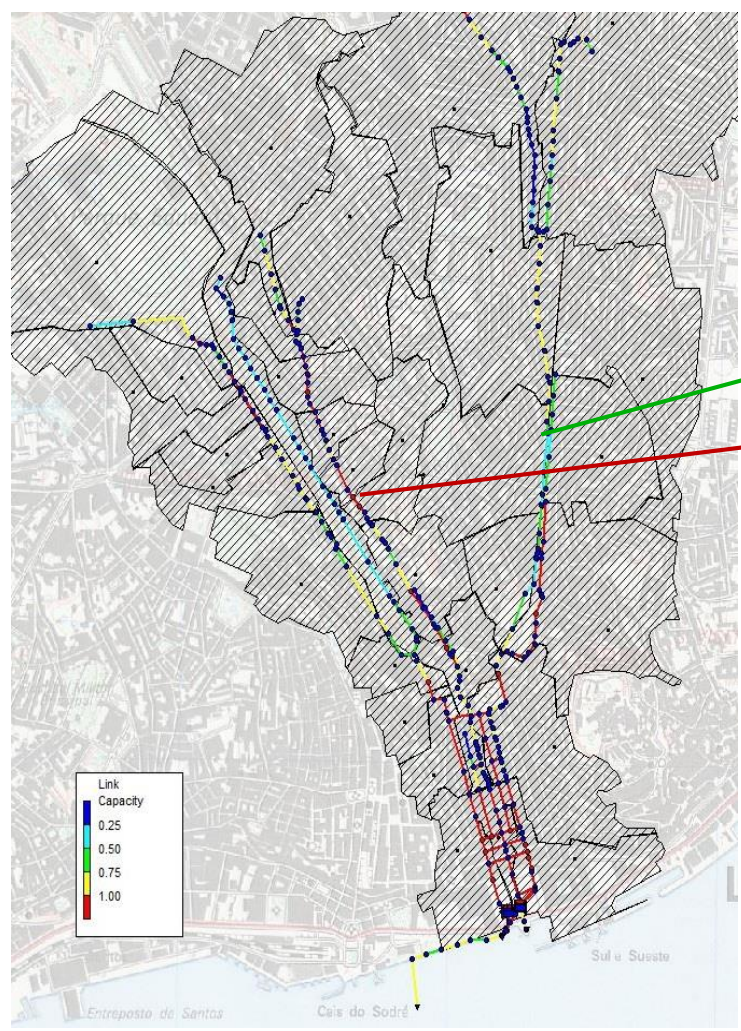 Link
Capacity
0.25
0.50
0.75
1.00
L
Sul e Sueste
Cais do Sodré
Entreposto de Santos